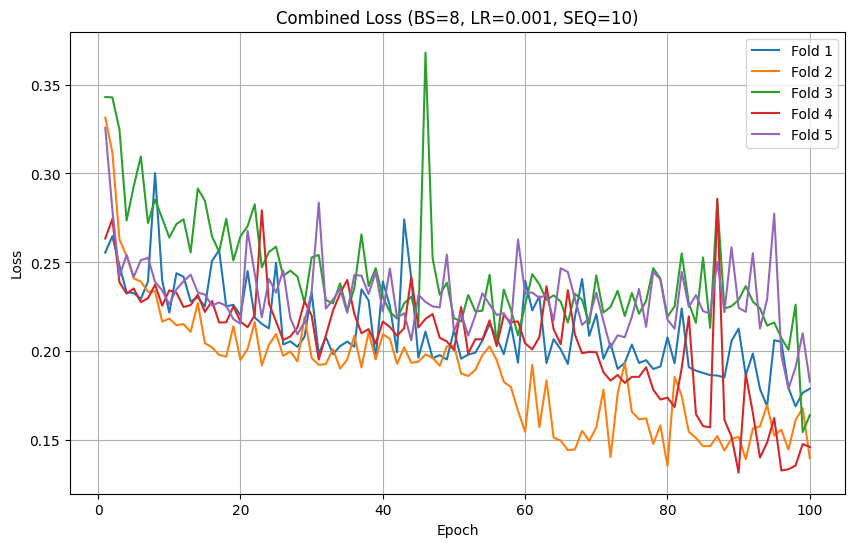 Combined Loss (BS=8, LR=0.001, SEQ=10)
Loss
0.35
0.30
0.25
0.20
0.15
0
20
40
60
80
100
Epoch
Fold 1
Fold 2
Fold 3
Fold 4
Fold 5